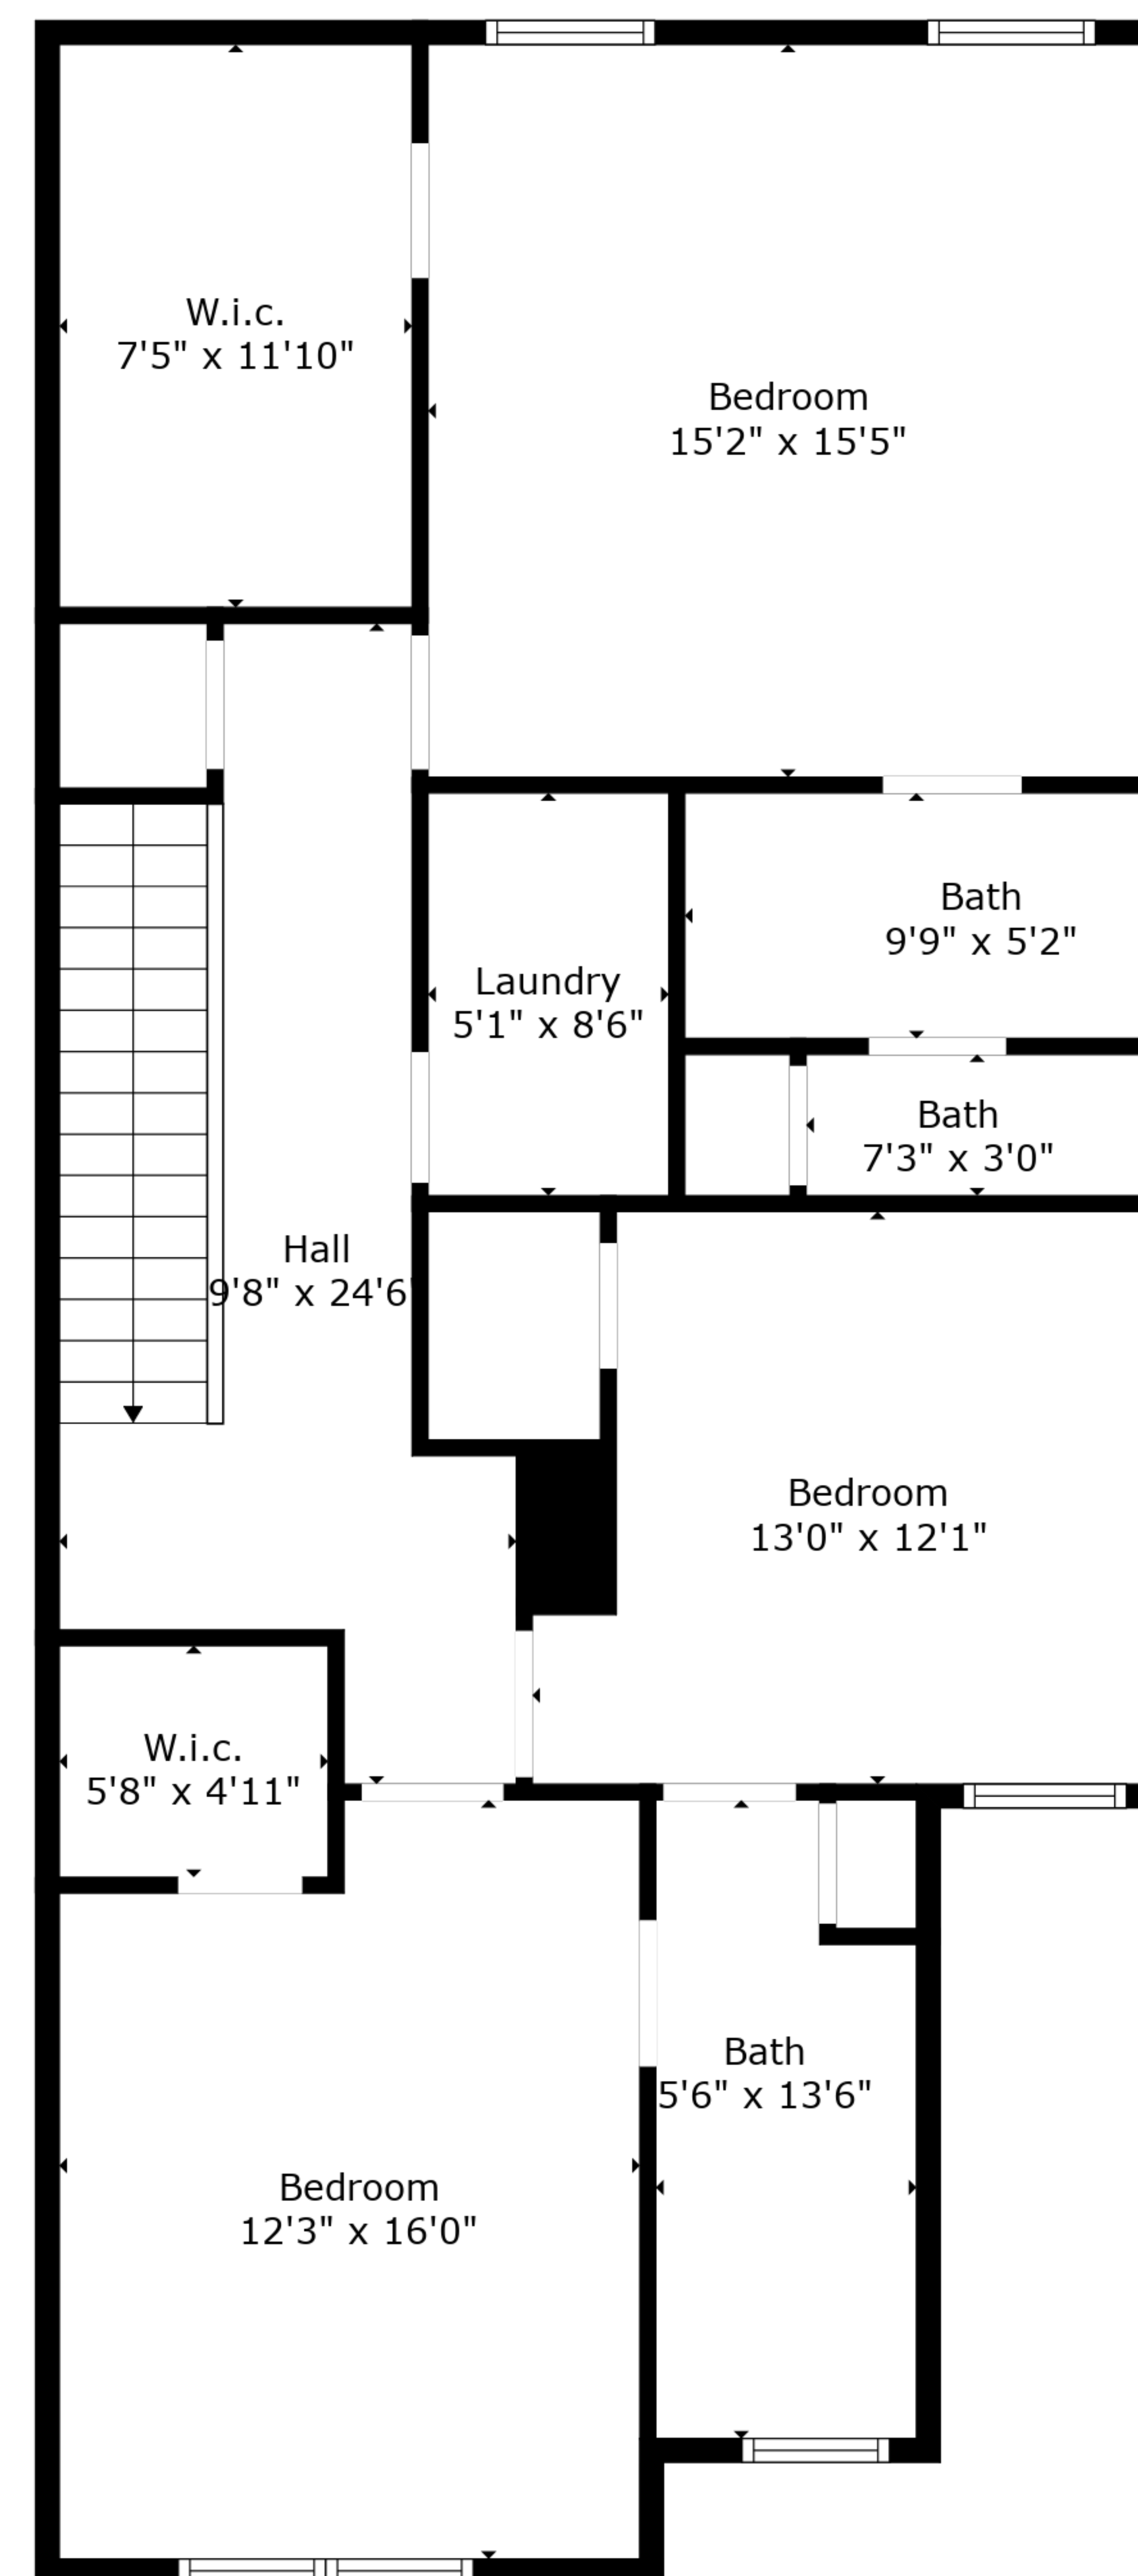 W.i.c.
7'5" x 11'10"
Bedroom
15'2" x 15'5"
Bath
9'9" x 5'2"
Laundry
5'1" x 8'6"
Bath
7'3" x 3'0"
Hall
9'8" x 24'6"
Bedroom
13'0" x 12'1"
W.i.c.
5'8" x 4'11"
Bath
5'6" x 13'6"
Bedroom
12'3" x 16'0"